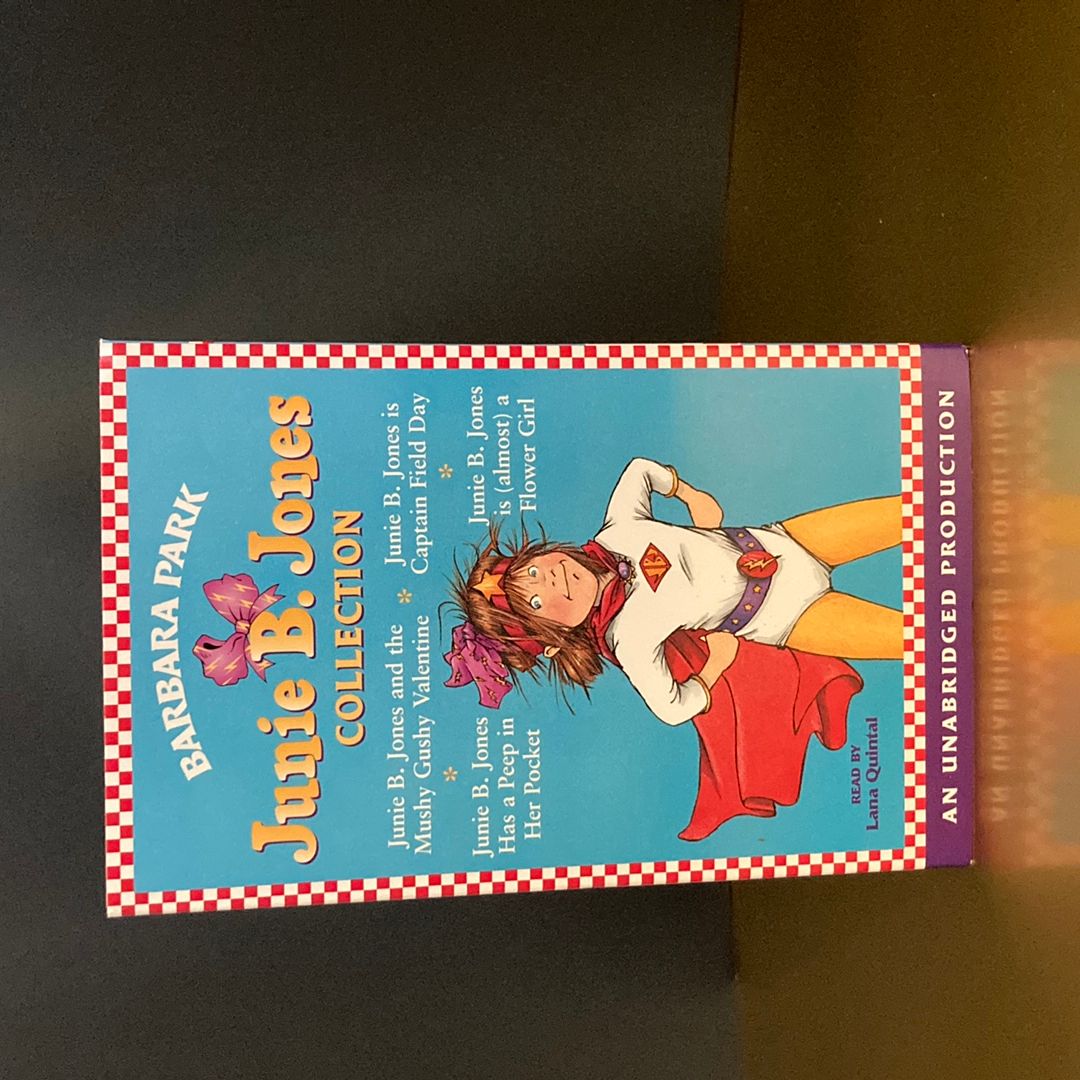 BARBARA PARK
Junie B. Jones
COLLECTION
Junie B. Jones and the
Mushy Gushy Valentine
*
Junie B. Jones is
Captain Field Day
*
Junie B. Jones
Has a Peep in
Her Pocket
*
Junie B. Jones
is (almost) a
Flower Girl
JB
READ BY
Lana Quintal
AN UNABRIDGED PRODUCTION